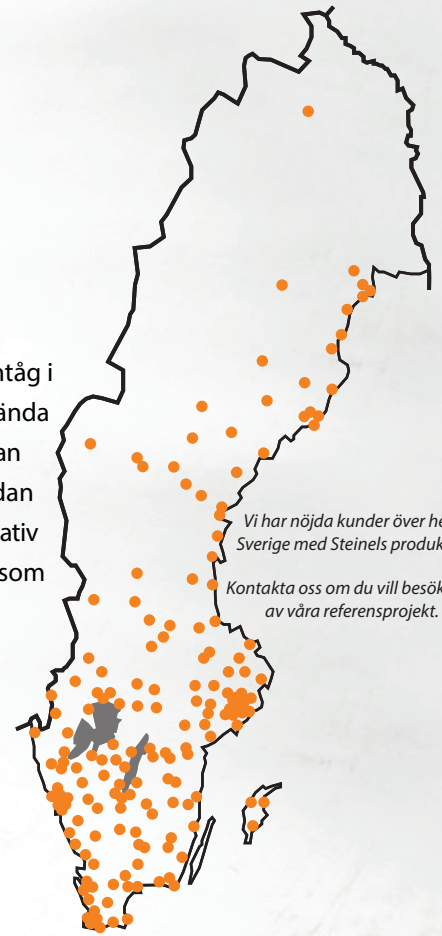 ntåg i
ända
an
dan
ativ
som
Vi har nöjda kunder över he
Sverige med Steinels produk
Kontakta oss om du vill besök
av våra referensprojekt.